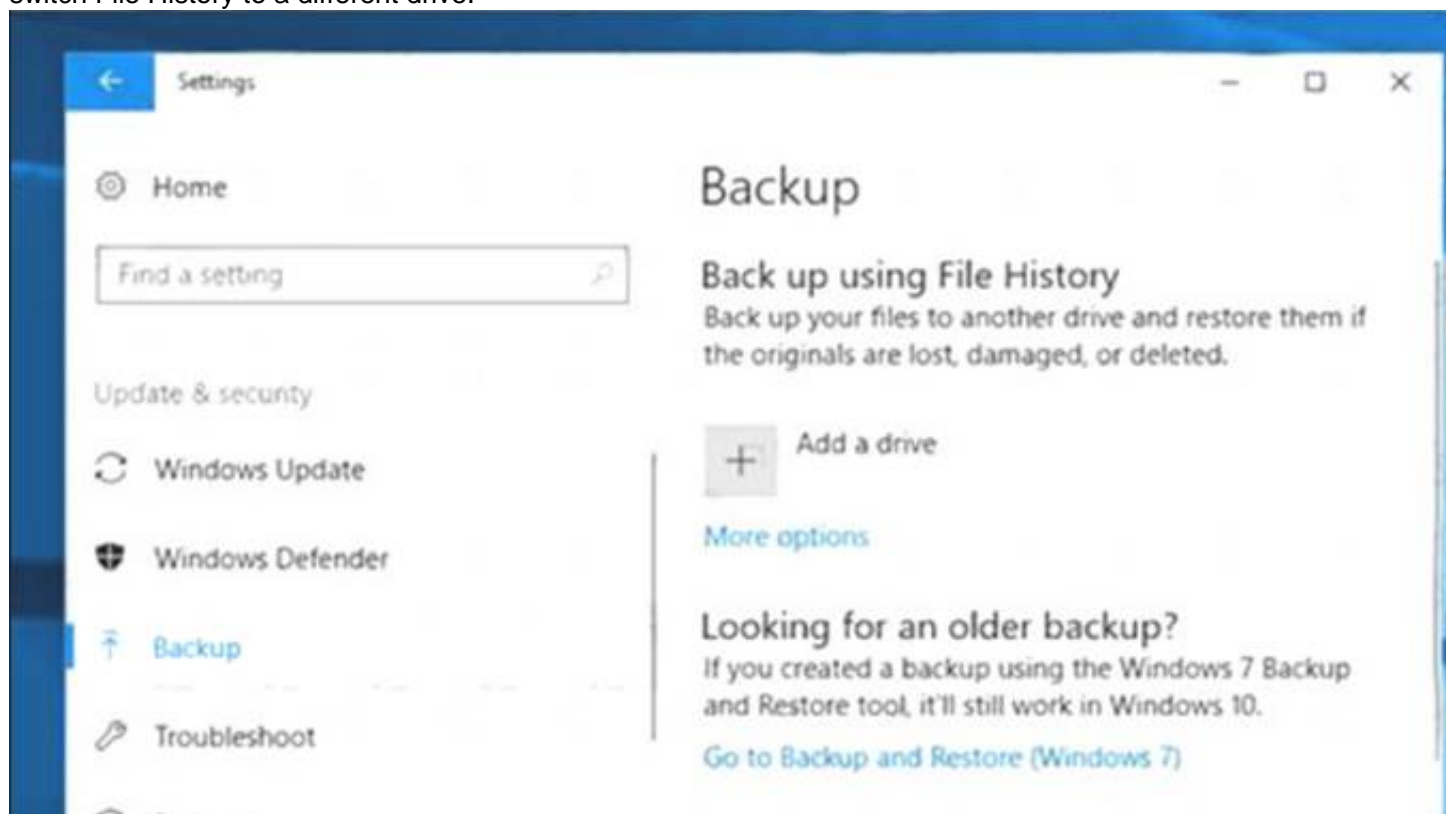 switch File History to a different drive.
Settings
Home
Find a setting
Update & security
Windows Update
Windows Defender
Backup
Troubleshoot
Backup
Back up using File History
Back up your files to another drive and restore them if
the originals are lost, damaged, or deleted.
Add a drive
More options
Looking for an older backup?
If you created a backup using the Windows 7 Backup
and Restore tool, it'll still work in Windows 10.
Go to Backup and Restore (Windows 7)